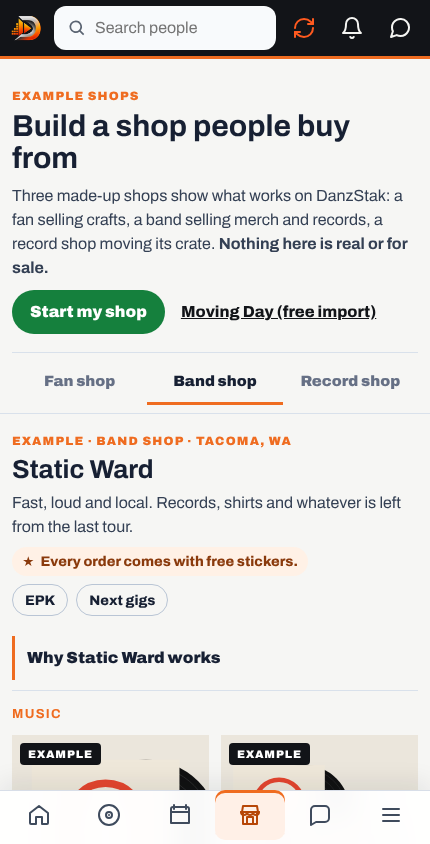 Search people
EXAMPLE SHOPS
Build a shop people buy
from
Three made-up shops show what works on DanzStak: a
fan selling crafts, a band selling merch and records, a
record shop moving its crate. Nothing here is real or for
sale.
Start my shop
Moving Day (free import)
Fan shop
Band shop
Record shop
EXAMPLE · BAND SHOP · TACOMA, WA
Static Ward
Fast, loud and local. Records, shirts and whatever is left
from the last tour.
★ Every order comes with free stickers.
EPK
Next gigs
Why Static Ward works
MUSIC
EXAMPLE
EXAMPLE